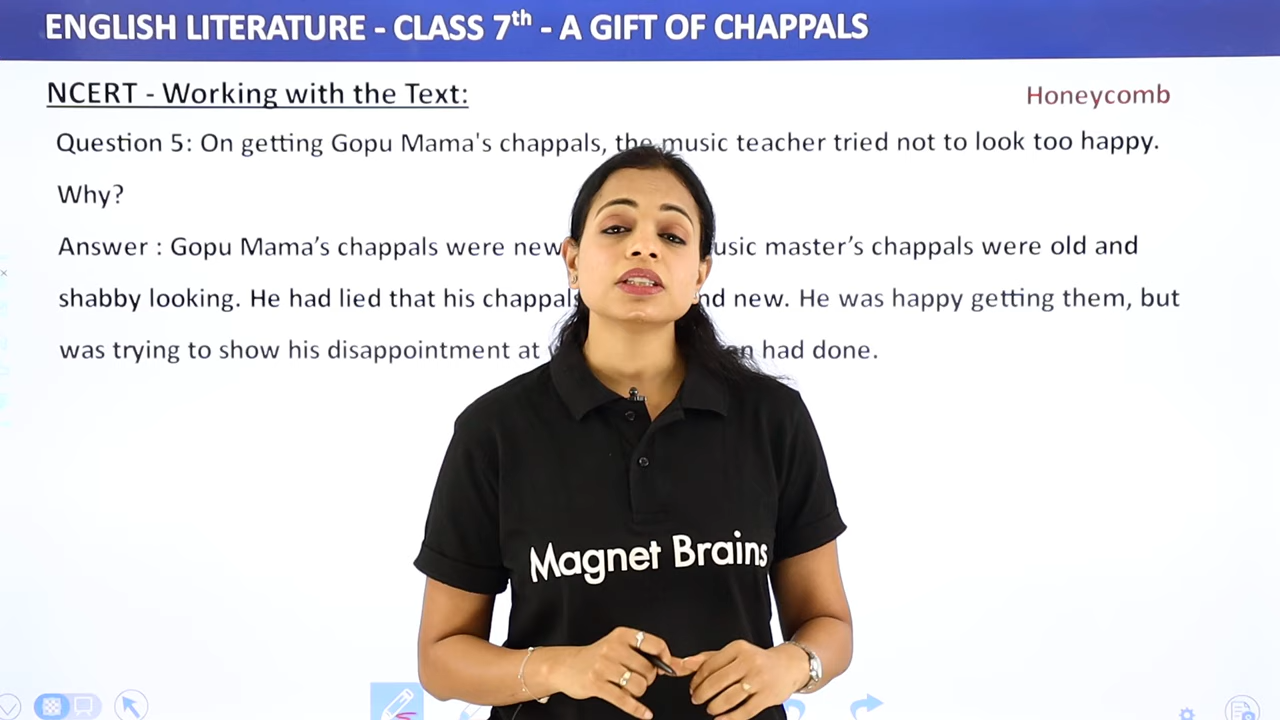 ENGLISH LITERATURE - CLASS 7th - A GIFT OF CHAPPALS
NCERT - Working with the Text:
Honeycomb
Question 5: On getting Gopu Mama's chappals, the music teacher tried not to look too happy.
Why?
Answer : Gopu Mama's chappals were new music master's chappals were old and
shabby looking. He had lied that his chappals new. He was happy getting them, but
was trying to show his disappointment at had done.
Magnet Brains